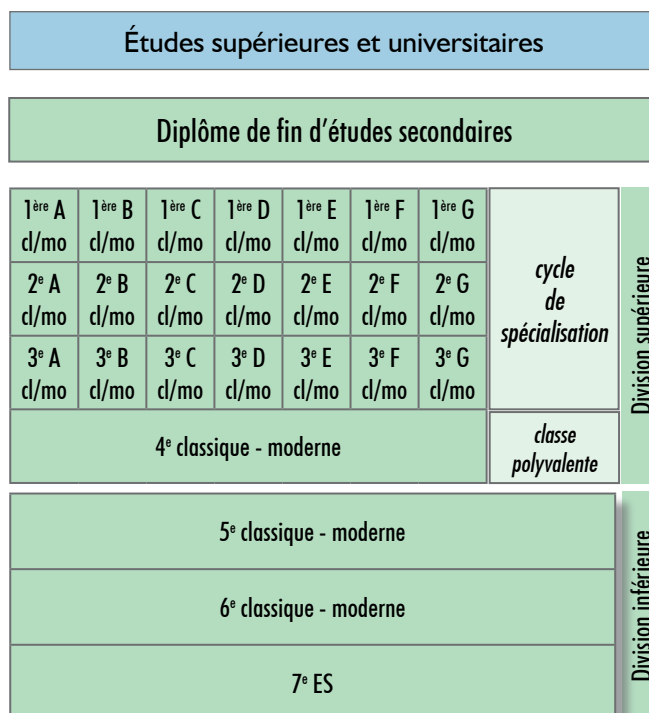 Études supérieures et universitaires
Diplôme de fin d'études secondaires
1ère A 1ère B 1ère C 1ère D 1ère E 1ère F 1ère G
cl/mo cl/mo cl/mo cl/mo cl/mo cl/mo cl/mo
2e A 2e B 2e C 2e D 2e E 2e F 2e G
cl/mo cl/mo cl/mo cl/mo cl/mo cl/mo cl/mo
3e A 3e B 3e C 3e D 3e E 3e F 3e G
cl/mo cl/mo cl/mo cl/mo cl/mo cl/mo cl/mo
cycle
de
spécialisation
4e classique - moderne
classe
polyvalente
Division supérieure
5e classique - moderne
6e classique - moderne
7e ES
Division inférieure